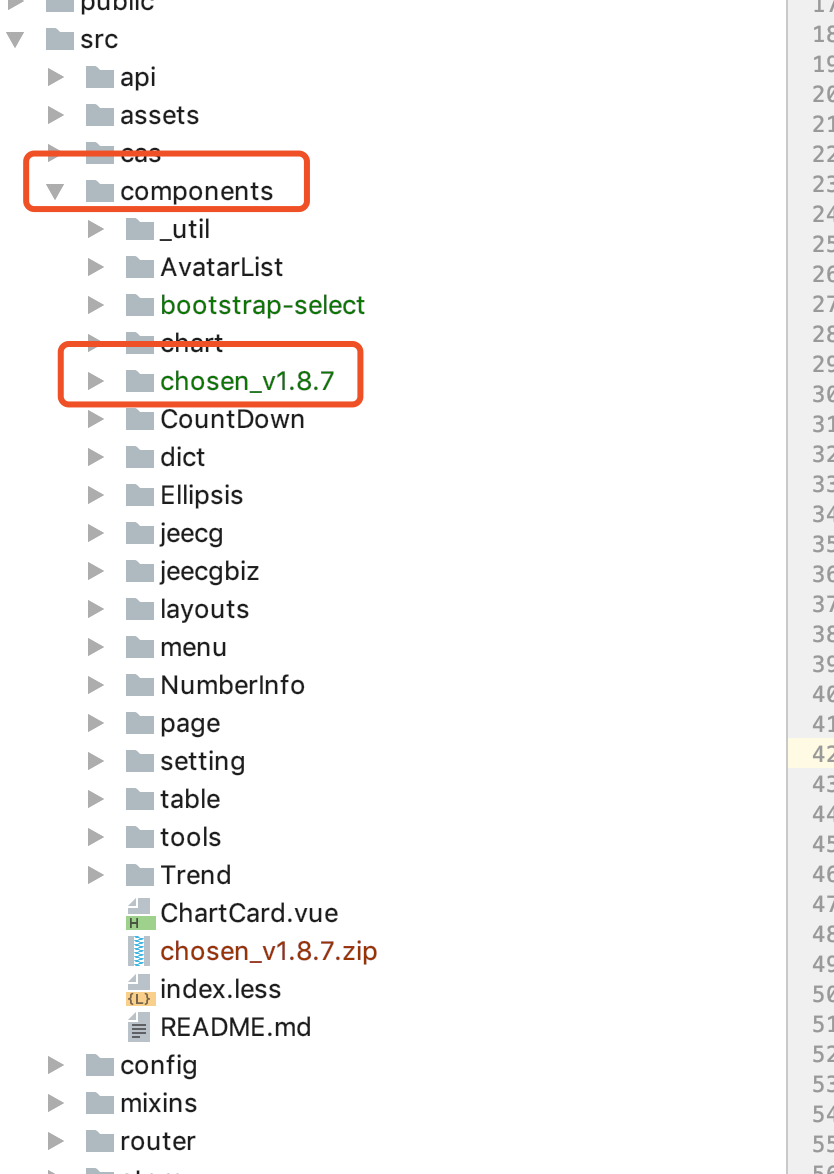 public
src
api
assets
cas
components
_util
AvatarList
bootstrap-select
chart
chosen_v1.8.7
CountDown
dict
Ellipsis
jeecg
jeecgbiz
layouts
menu
NumberInfo
page
setting
table
tools
Trend
ChartCard.vue
chosen_v1.8.7.zip
index.less
README.md
config
mixins
router
18
19
20
21
22
23
24
25
26
27
28
29
30
31
32
33
34
35
36
37
38
39
40
41
42
43
44
45
46
47
48
49
50
51
52
53
54
55